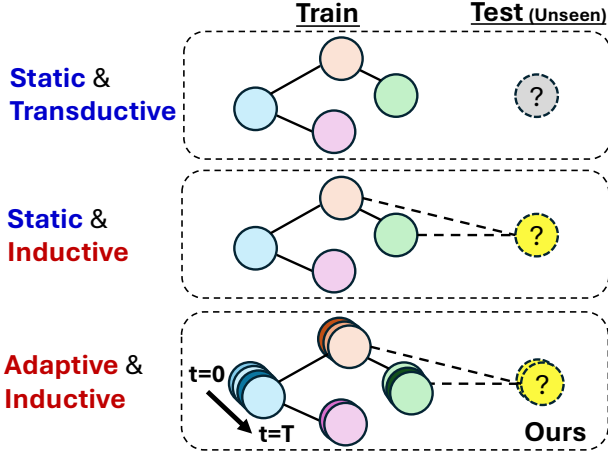 Train
Test (Unseen)
Static &
Transductive
?
Static &
Inductive
?
Adaptive &
Inductive
t=0
t=T
?
Ours